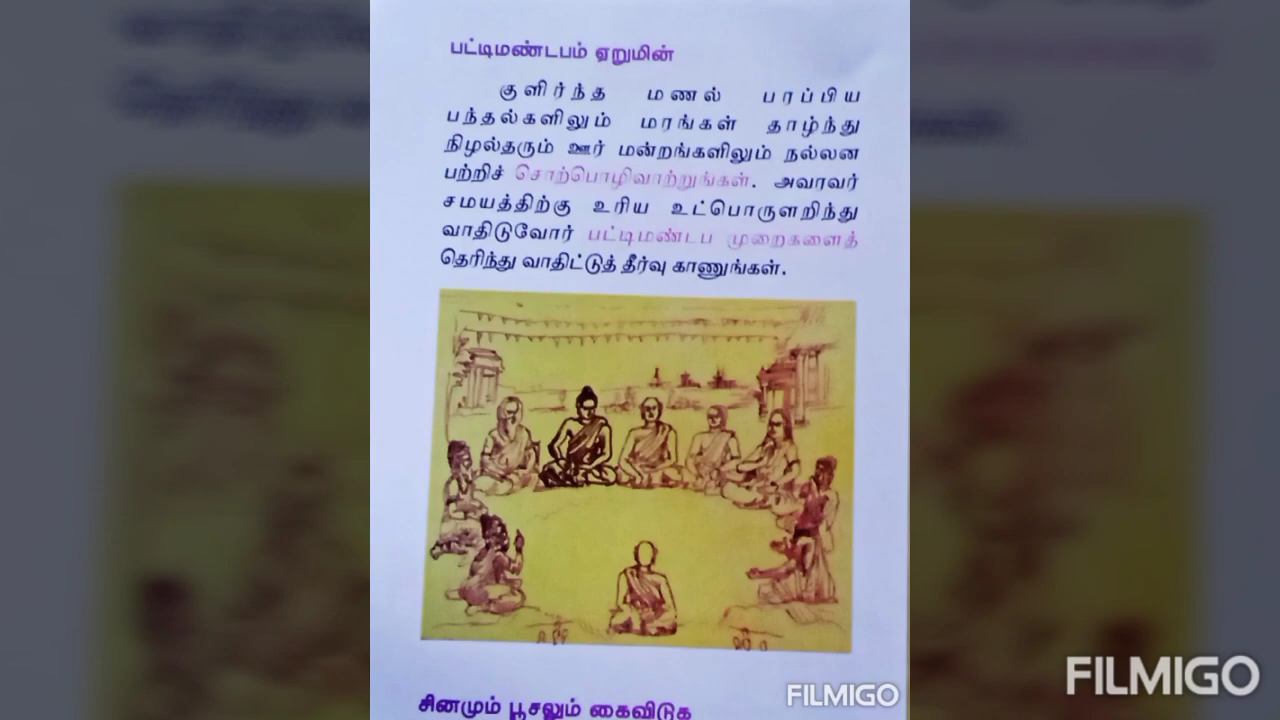 பட்டிமண்டபம் ஏறுமின்
குளிர்ந்த மணல் பரப்பிய
பந்தல்களிலும் மரங்கள் தாழ்ந்து
நிழல்தரும் ஊர் மன்றங்களிலும் நல்லன
பற்றிச் சொற்பொழிவாற்றுங்கள். அவரவர்
சமயத்திற்கு உரிய உட்பொருளறிந்து
வாதிடுவோர் பட்டிமண்டப முறைகளைத்
தெரிந்து வாதிட்டுத் தீர்வு காணுங்கள்.
சினமும் பூசலும் கைவிடுக
FILMIGO
FILMIGO